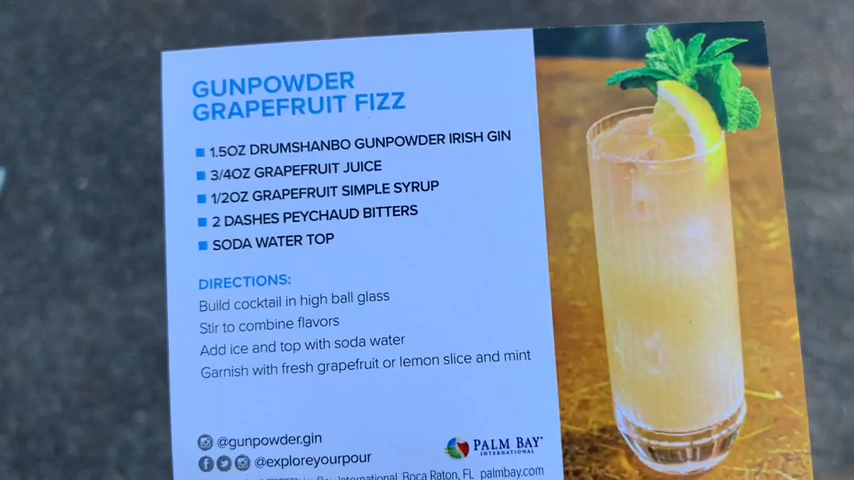 GUNPOWDER
GRAPEFRUIT FIZZ
1.5OZ DRUMSHANBO GUNPOWDER IRISH GIN
3/4OZ GRAPEFRUIT JUICE
1/2OZ GRAPEFRUIT SIMPLE SYRUP
2 DASHES PEYCHAUD BITTERS
SODA WATER TOP
DIRECTIONS:
Build cocktail in high ball glass
Stir to combine flavors
Add ice and top with soda water
Garnish with fresh grapefruit or lemon slice and mint
@gunpowder.gin
@exploreyourpour
PALM BAY
INTERNATIONAL
Bay International, Boca Raton, FL palmbay.com